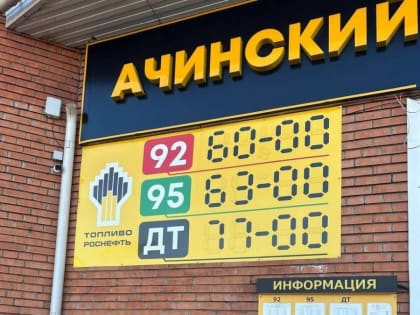 АЧИНСКИЙ
92 60-00
95 63-00
ДТ 77-00
ТОПЛИВО
РОСНЕФТЬ
ИНФОРМАЦИЯ
92 95 ДТ